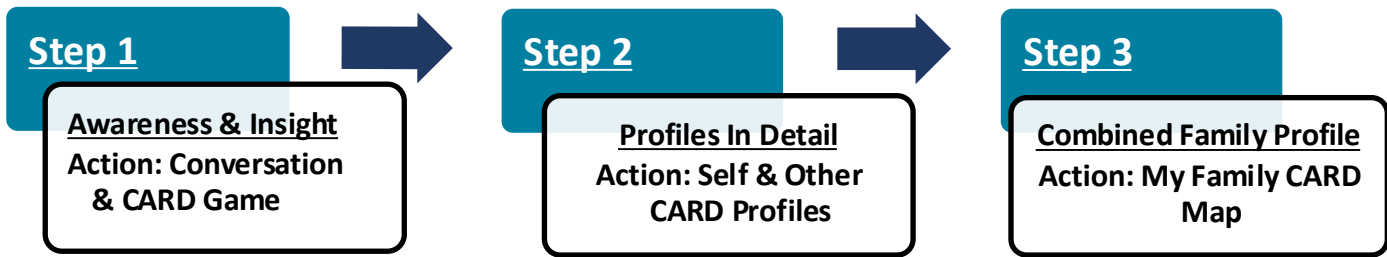 Step 1
Awareness & Insight
Action: Conversation
& CARD Game
Step 2
Profiles In Detail
Action: Self & Other
CARD Profiles
Step 3
Combined Family Profile
Action: My Family CARD
Map